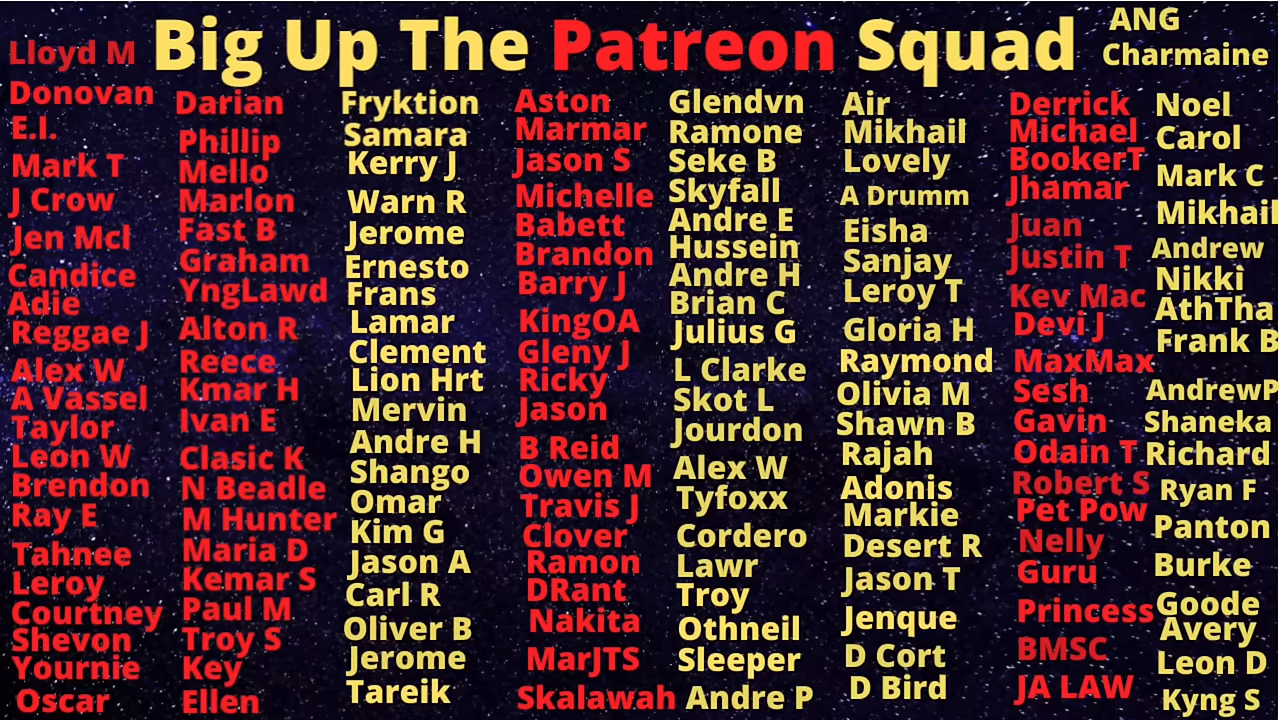 Big Up The Patreon Squad
ANG
Charmaine
Lloyd M
Donovan
E.I.
Mark T
J Crow
Jen Mcl
Candice
Adie
Reggae J
Alex W
A Vassel
Taylor
Leon W
Brendon
Ray E
Tahnee
Leroy
Courtney
Shevon
Yournie
Oscar
Darian
Phillip
Mello
Marlon
Fast B
Graham
YngLawd
Alton R
Reece
Kmar H
Ivan E
Clasic K
N Beadle
M Hunter
Maria D
Kemar S
Paul M
Troy S
Key
Ellen
Fryktion
Samara
Kerry J
Warn R
Jerome
Ernesto
Frans
Lamar
Clement
Lion Hrt
Mervin
Andre H
Shango
Omar
Kim G
Jason A
Carl R
Oliver B
Jerome
Tareik
Aston
Marmar
Jason S
Michelle
Babett
Brandon
Barry J
KingOA
Gleny J
Ricky
Jason
B Reid
Owen M
Travis J
Clover
Ramon
DRant
Nakita
MarJTS
Skalawah
Glendvn
Ramone
Seke B
Skyfall
Andre E
Hussein
Andre H
Brian C
Julius G
L Clarke
Skot L
Jourdon
Alex W
Tyfoxx
Cordero
Lawr
Troy
Othneil
Sleeper
Andre P
Air
Mikhail
Lovely
A Drumm
Eisha
Sanjay
Leroy T
Gloria H
Raymond
Olivia M
Shawn B
Rajah
Adonis
Markie
Desert R
Jason T
Jenque
D Cort
D Bird
Derrick
Michael
BookerT
Jhamar
Juan
Justin T
Kev Mac
Devi J
MaxMax
Sesh
Gavin
Odain T
Robert S
Pet Pow
Nelly
Guru
Princess
BMSC
JA LAW
Noel
Carol
Mark C
Mikhail
Andrew
Nikki
AthTha
Frank B
AndrewP
Shaneka
Richard
Ryan F
Panton
Burke
Goode
Avery
Leon D
Kyng S